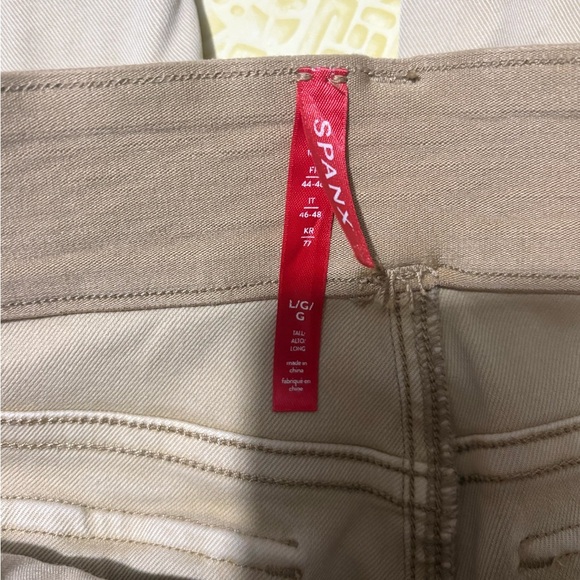 SPANX
FR
44-46
IT
46-48
KR
77
L/G/
G
TALL/
ALTO/
LONG
made in
china
fabriqué en
chine